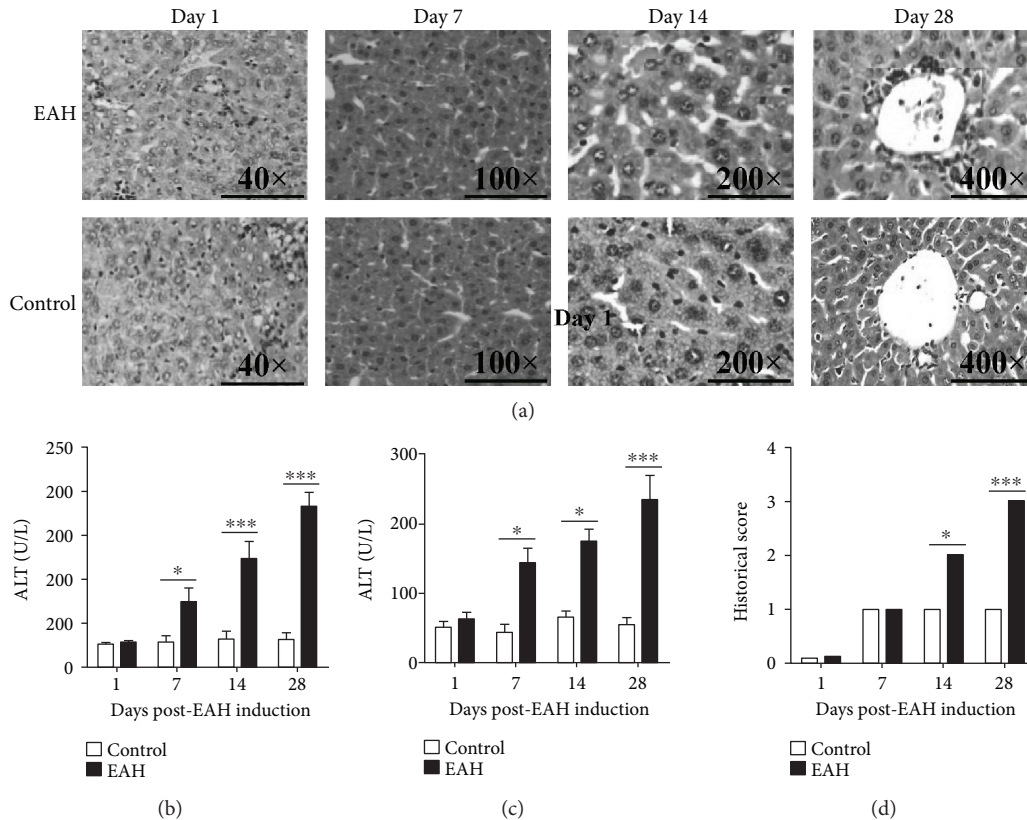 Day 1 Day 7 Day 14 Day 28
EAH
40× 100× 200× 400×
Control
Day 1
40× 100× 200× 400×
(a)
250
200
200
200
200
0
ALT (U/L)
1 7 14 28
Days post-EAH induction
Control
EAH
(b)
300
200
100
50
0
ALT (U/L)
1 7 14 28
Days post-EAH induction
Control
EAH
(c)
4
3
2
1
0
Historical score
1 7 14 28
Days post-EAH induction
Control
EAH
(d)
*
***
***
*
*
***
*
***